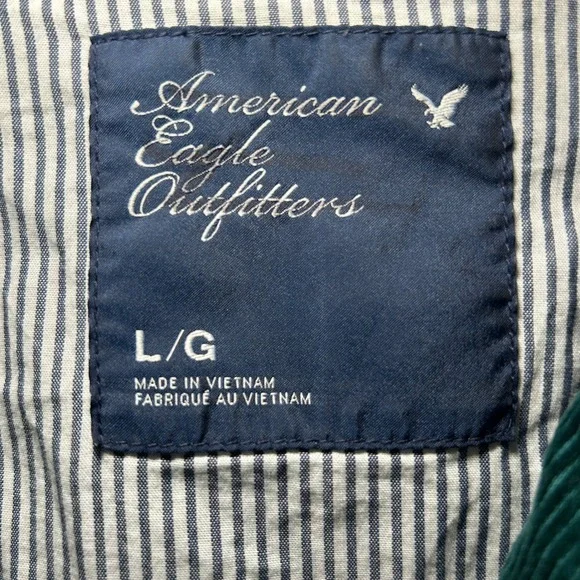 American
Eagle
Outfitters
L/G
MADE IN VIETNAM
FABRIQUÉ AU VIETNAM